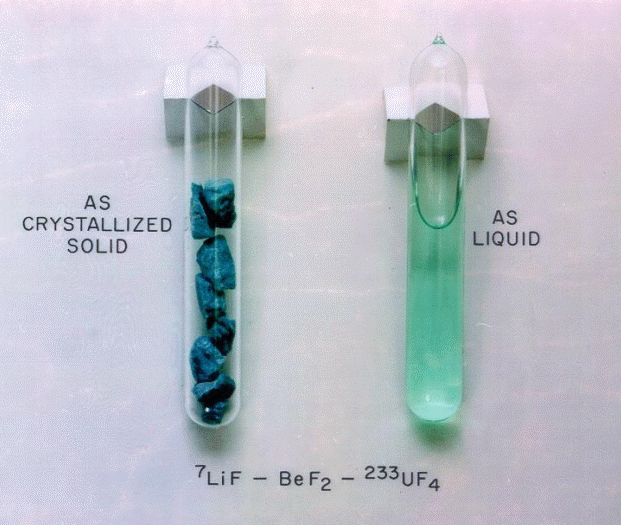 AS
CRYSTALLIZED
SOLID
AS
LIQUID
⁷LiF – BeF₂ – ²³³UF₄